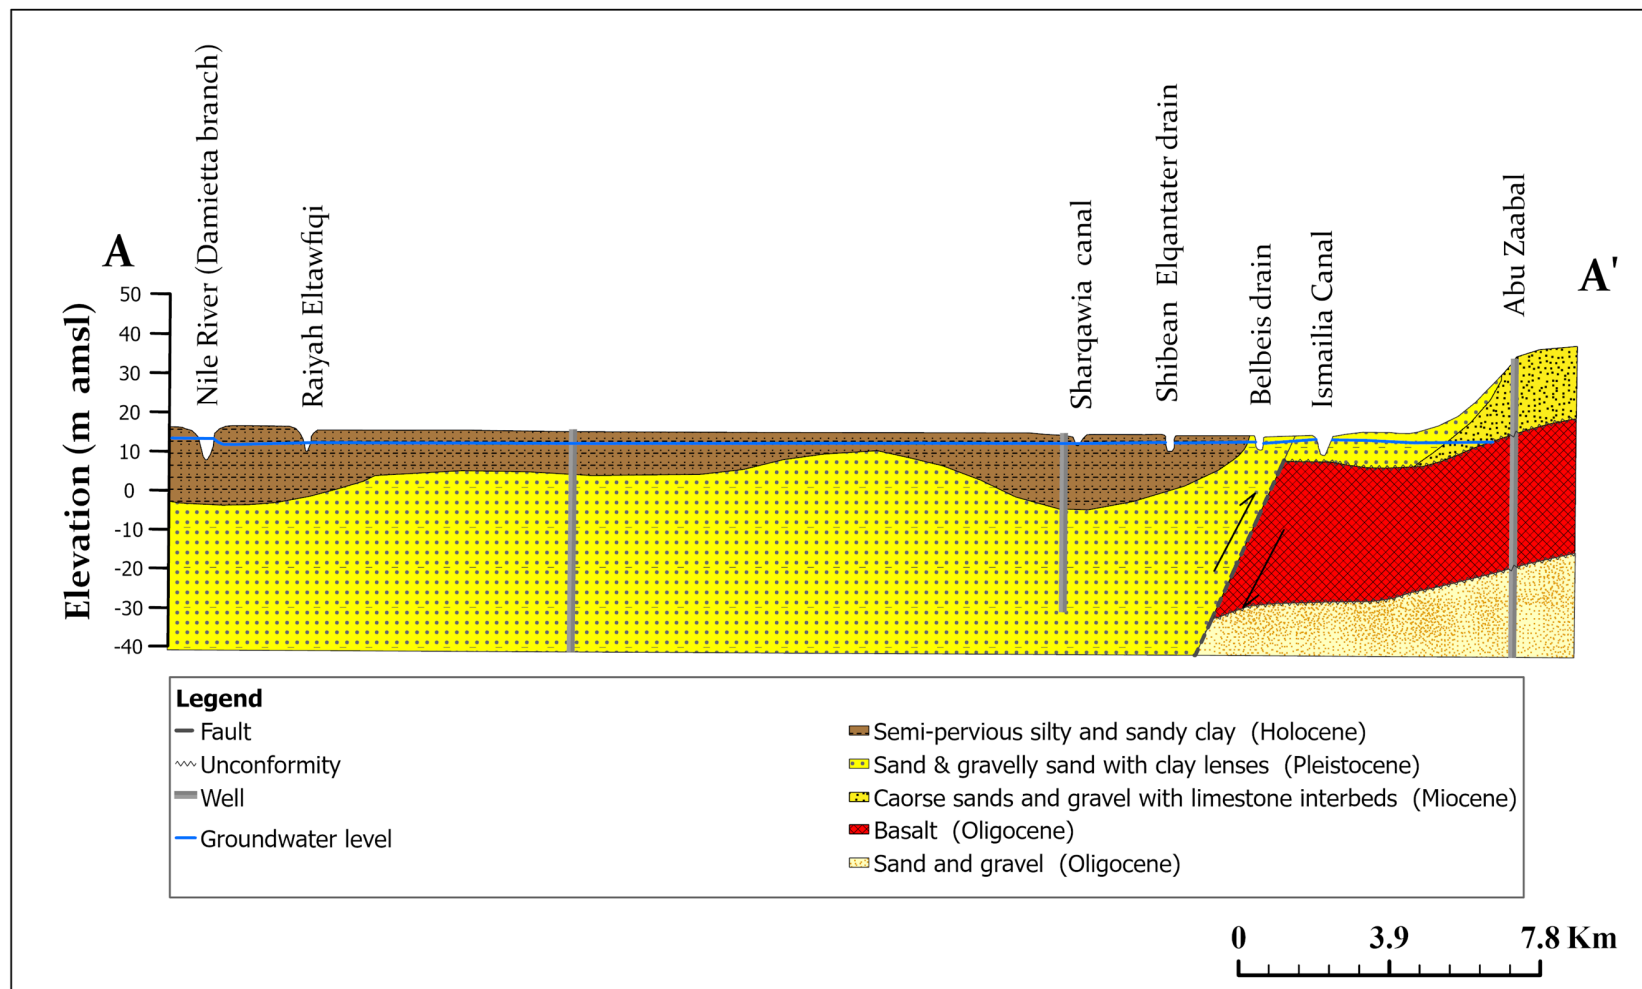 Nile River (Damietta branch)
Raiyah Eltawfiqi
Sharqawia canal
Shibean Elqantater drain
Belbeis drain
Ismailia Canal
Abu Zaabal
A
A'
Elevation (m amsl)
50
40
30
20
10
0
-10
-20
-30
-40
Legend
Fault
Unconformity
Well
Groundwater level
Semi-pervious silty and sandy clay (Holocene)
Sand & gravelly sand with clay lenses (Pleistocene)
Caorse sands and gravel with limestone interbeds (Miocene)
Basalt (Oligocene)
Sand and gravel (Oligocene)
0 3.9 7.8 Km